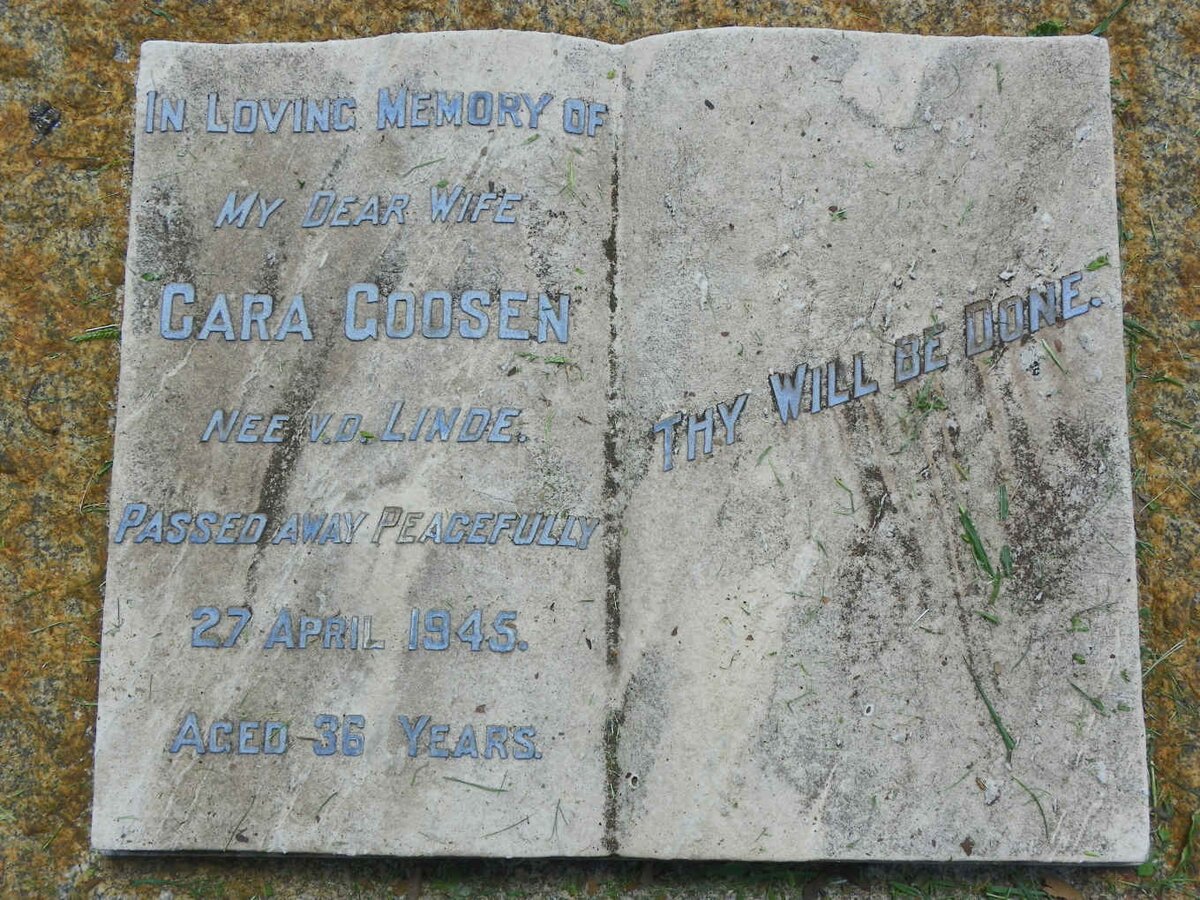 IN LOVING MEMORY OF
MY DEAR WIFE
CARA GOOSEN
NEE V.D. LINDE.
PASSED AWAY PEACEFULLY
27 APRIL 1945.
AGED 36 YEARS.
THY WILL BE DONE.